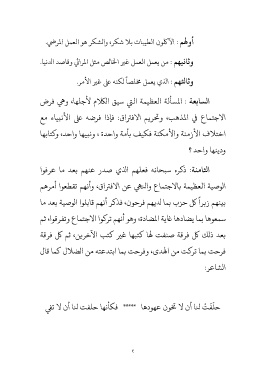 أولهم : الآكلون الطيبات بلا شكر، والشكر هو العمل المرضي.
وثانيهم : من يعمل العمل غير الخالص مثل المرائي وقاصد الدنيا.
وثالثهم : الذي يعمل مخلصاً لكنه على غير الأمر.
السابعة : المسألة العظيمة التي سيق الكلام لأجلها، وهي فرض
الاجتماع في المذهب، وتحريم الافتراق. فإذا فرضه على الأنبياء مع
اختلاف الأزمنة والأمكنة فكيف بأمة واحدة ، ونبيها واحد، وكتابها
ودينها واحد ؟
الثامنة: ذكره سبحانه فعلهم الذي صدر عنهم بعد ما عرفوا
الوصية العظيمة بالاجتماع والنهي عن الافتراق، وأنهم تقطعوا أمرهم
بينهم زبراً كل حزب بما لديهم فرحون، فذكر أنهم قابلوا الوصية بعد ما
سمعوها بما يضادها غاية المضادة؛ وهو أنهم تركوا الاجتماع وتفرقوا، ثم
بعد ذلك كل فرقة صنفت لها كتبها غير كتب الآخرين، ثم كل فرقة
فرحت بما تركت من الهدى، وفرحت بما ابتدعته من الضلال كما قال
الشاعر:
حلَفَتْ لنا أن لا تخون عهودها ***** فكأنها حلفت لنا أن لا تفي